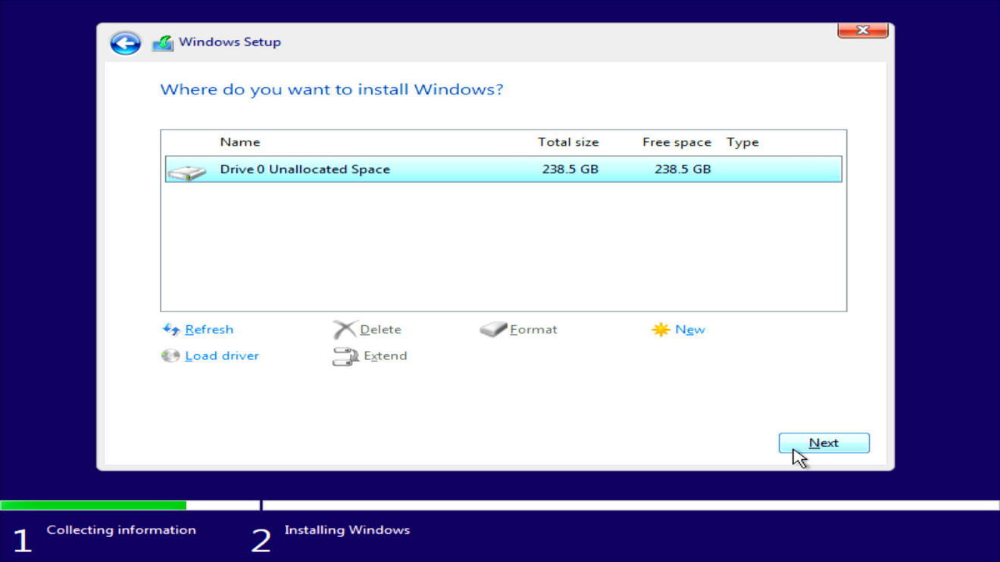 Windows Setup
Where do you want to install Windows?
Name Total size Free space Type
Drive 0 Unallocated Space 238.5 GB 238.5 GB
Refresh Delete Format New
Load driver Extend
Next
1 Collecting information 2 Installing Windows